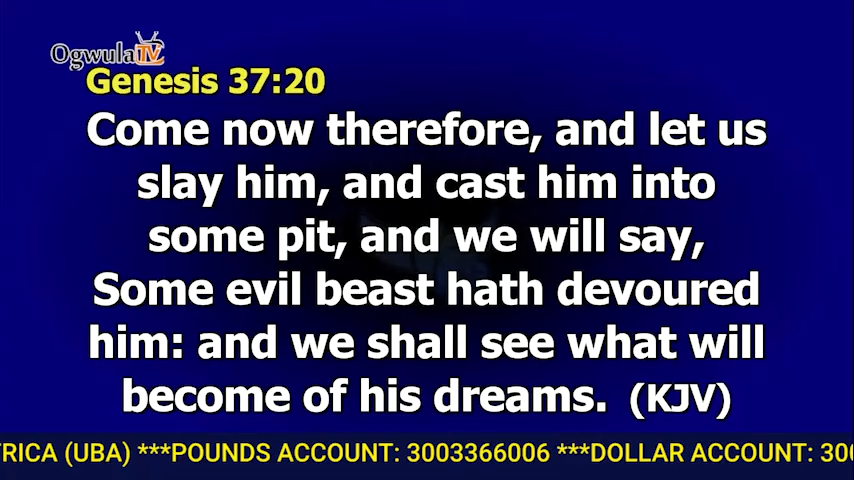 OgwulaTV
Genesis 37:20
Come now therefore, and let us
slay him, and cast him into
some pit, and we will say,
Some evil beast hath devoured
him: and we shall see what will
become of his dreams. (KJV)
FRICA (UBA) ***POUNDS ACCOUNT: 3003366006 ***DOLLAR ACCOUNT: 300